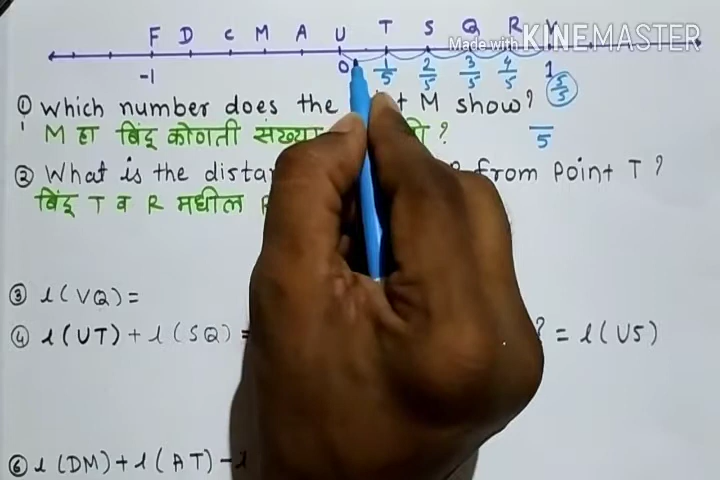 F D C M A U T S Q R V
Made with KINEMASTER
-1 0 1/5 2/5 3/5 4/5 1 5/5
① Which number does the t M show?
5
M हा बिंदू कोणती संख्या ?
② What is the from point T?
बिंदू T व R मधील
③ l(VQ)=
④ l(UT) + l(SQ) = ? = l(US)
⑥ l(DM) + l(AT) - l